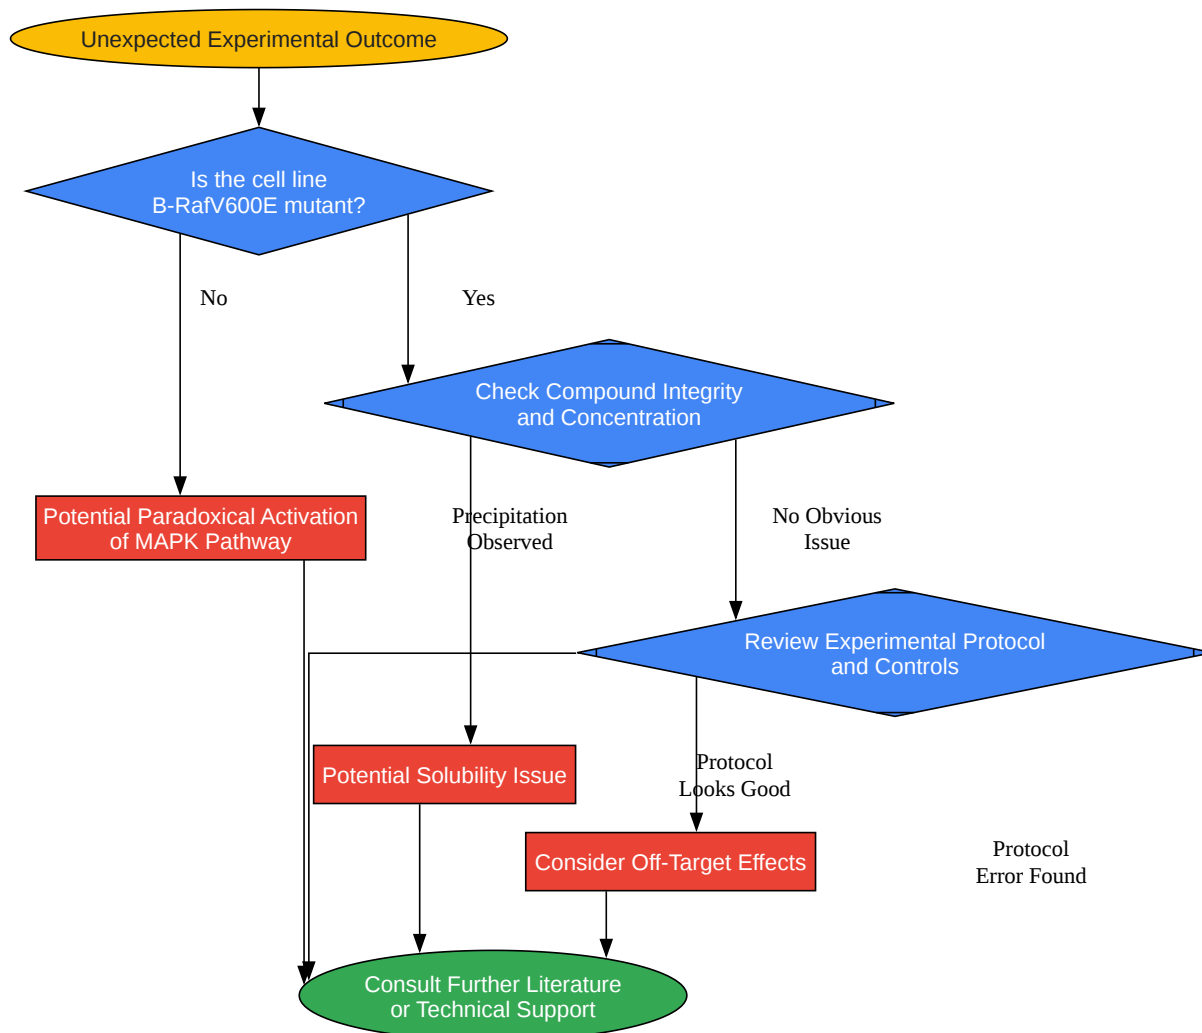 Unexpected Experimental Outcome
Is the cell line
B-RafV600E mutant?
No
Yes
Check Compound Integrity
and Concentration
Potential Paradoxical Activation
of MAPK Pathway
Precipitation
Observed
No Obvious
Issue
Review Experimental Protocol
and Controls
Potential Solubility Issue
Protocol
Looks Good
Consider Off-Target Effects
Protocol
Error Found
Consult Further Literature
or Technical Support